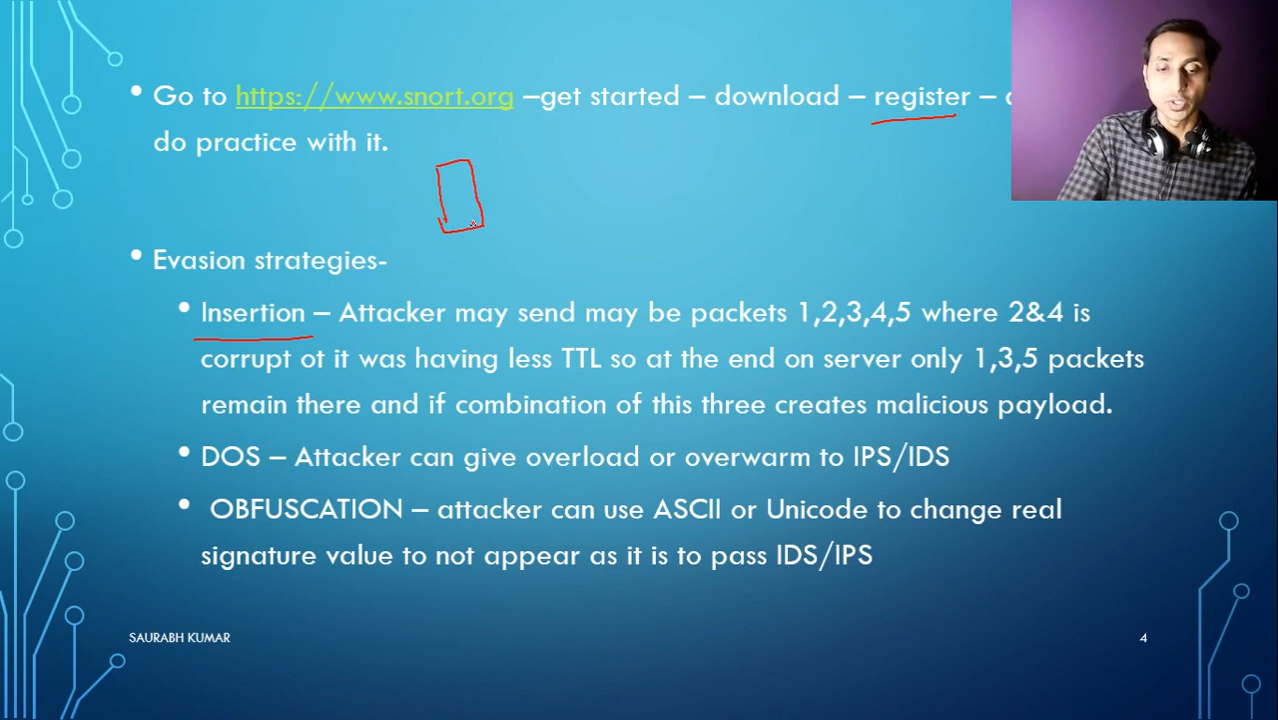 • Go to https://www.snort.org –get started – download – register –
do practice with it.
• Evasion strategies-
• Insertion – Attacker may send may be packets 1,2,3,4,5 where 2&4 is
corrupt ot it was having less TTL so at the end on server only 1,3,5 packets
remain there and if combination of this three creates malicious payload.
• DOS – Attacker can give overload or overwarm to IPS/IDS
• OBFUSCATION – attacker can use ASCII or Unicode to change real
signature value to not appear as it is to pass IDS/IPS
SAURABH KUMAR
4